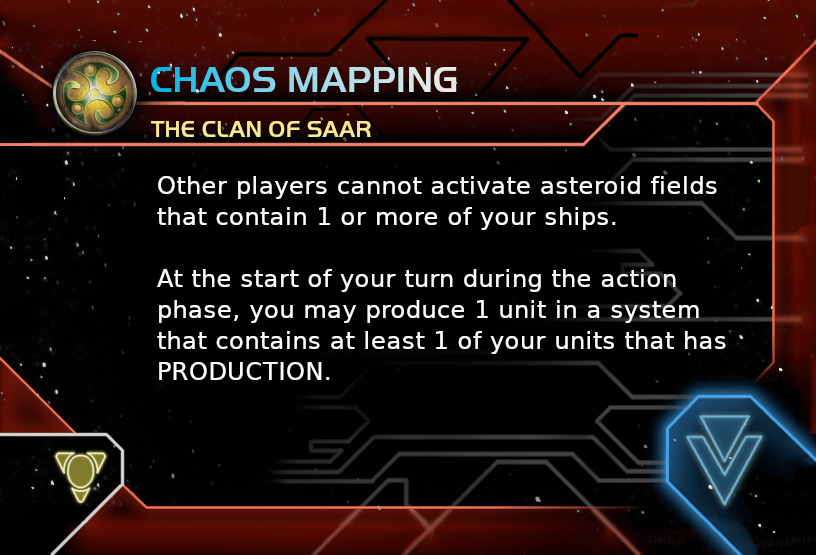 CHAOS MAPPING
THE CLAN OF SAAR
Other players cannot activate asteroid fields
that contain 1 or more of your ships.
At the start of your turn during the action
phase, you may produce 1 unit in a system
that contains at least 1 of your units that has
PRODUCTION.